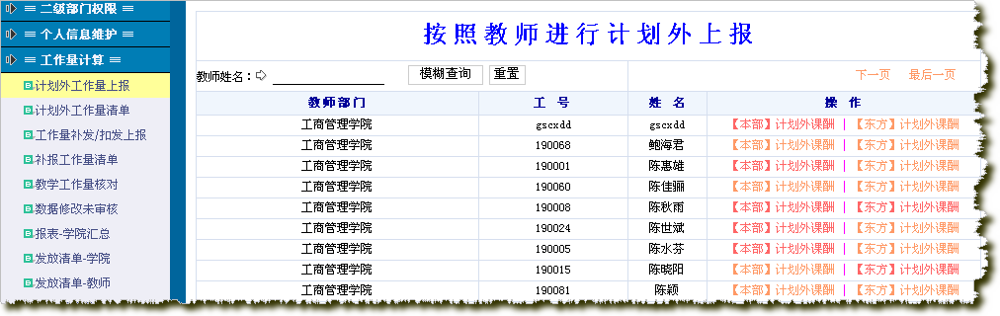 二级部门权限
个人信息维护
工作量计算
计划外工作量上报
计划外工作量清单
工作量补发/扣发上报
补报工作量清单
教学工作量核对
数据修改未审核
报表-学院汇总
发放清单-学院
发放清单-教师
按照教师进行计划外上报
教师姓名： 模糊查询 重置 下一页 最后一页
教师部门 工 号 姓 名 操 作
工商管理学院 gscxdd gscxdd 【本部】计划外课酬 | 【东方】计划外课酬
工商管理学院 190068 鲍海君 【本部】计划外课酬 | 【东方】计划外课酬
工商管理学院 190001 陈惠雄 【本部】计划外课酬 | 【东方】计划外课酬
工商管理学院 190060 陈佳骊 【本部】计划外课酬 | 【东方】计划外课酬
工商管理学院 190008 陈秋雨 【本部】计划外课酬 | 【东方】计划外课酬
工商管理学院 190024 陈世斌 【本部】计划外课酬 | 【东方】计划外课酬
工商管理学院 190005 陈水芬 【本部】计划外课酬 | 【东方】计划外课酬
工商管理学院 190015 陈晓阳 【本部】计划外课酬 | 【东方】计划外课酬
工商管理学院 190081 陈颖 【本部】计划外课酬 | 【东方】计划外课酬